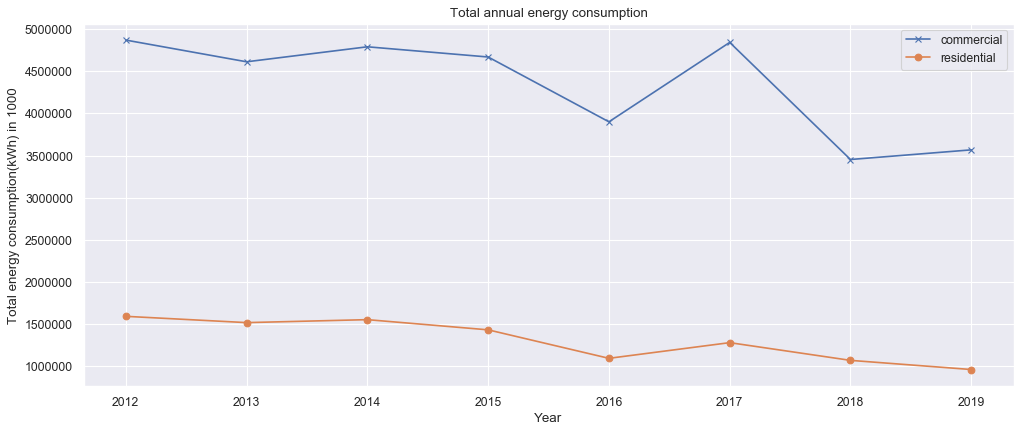 Total annual energy consumption
Total energy consumption(kWh) in 1000
5000000
4500000
4000000
3500000
3000000
2500000
2000000
1500000
1000000
commercial
residential
2012 2013 2014 2015 2016 2017 2018 2019
Year